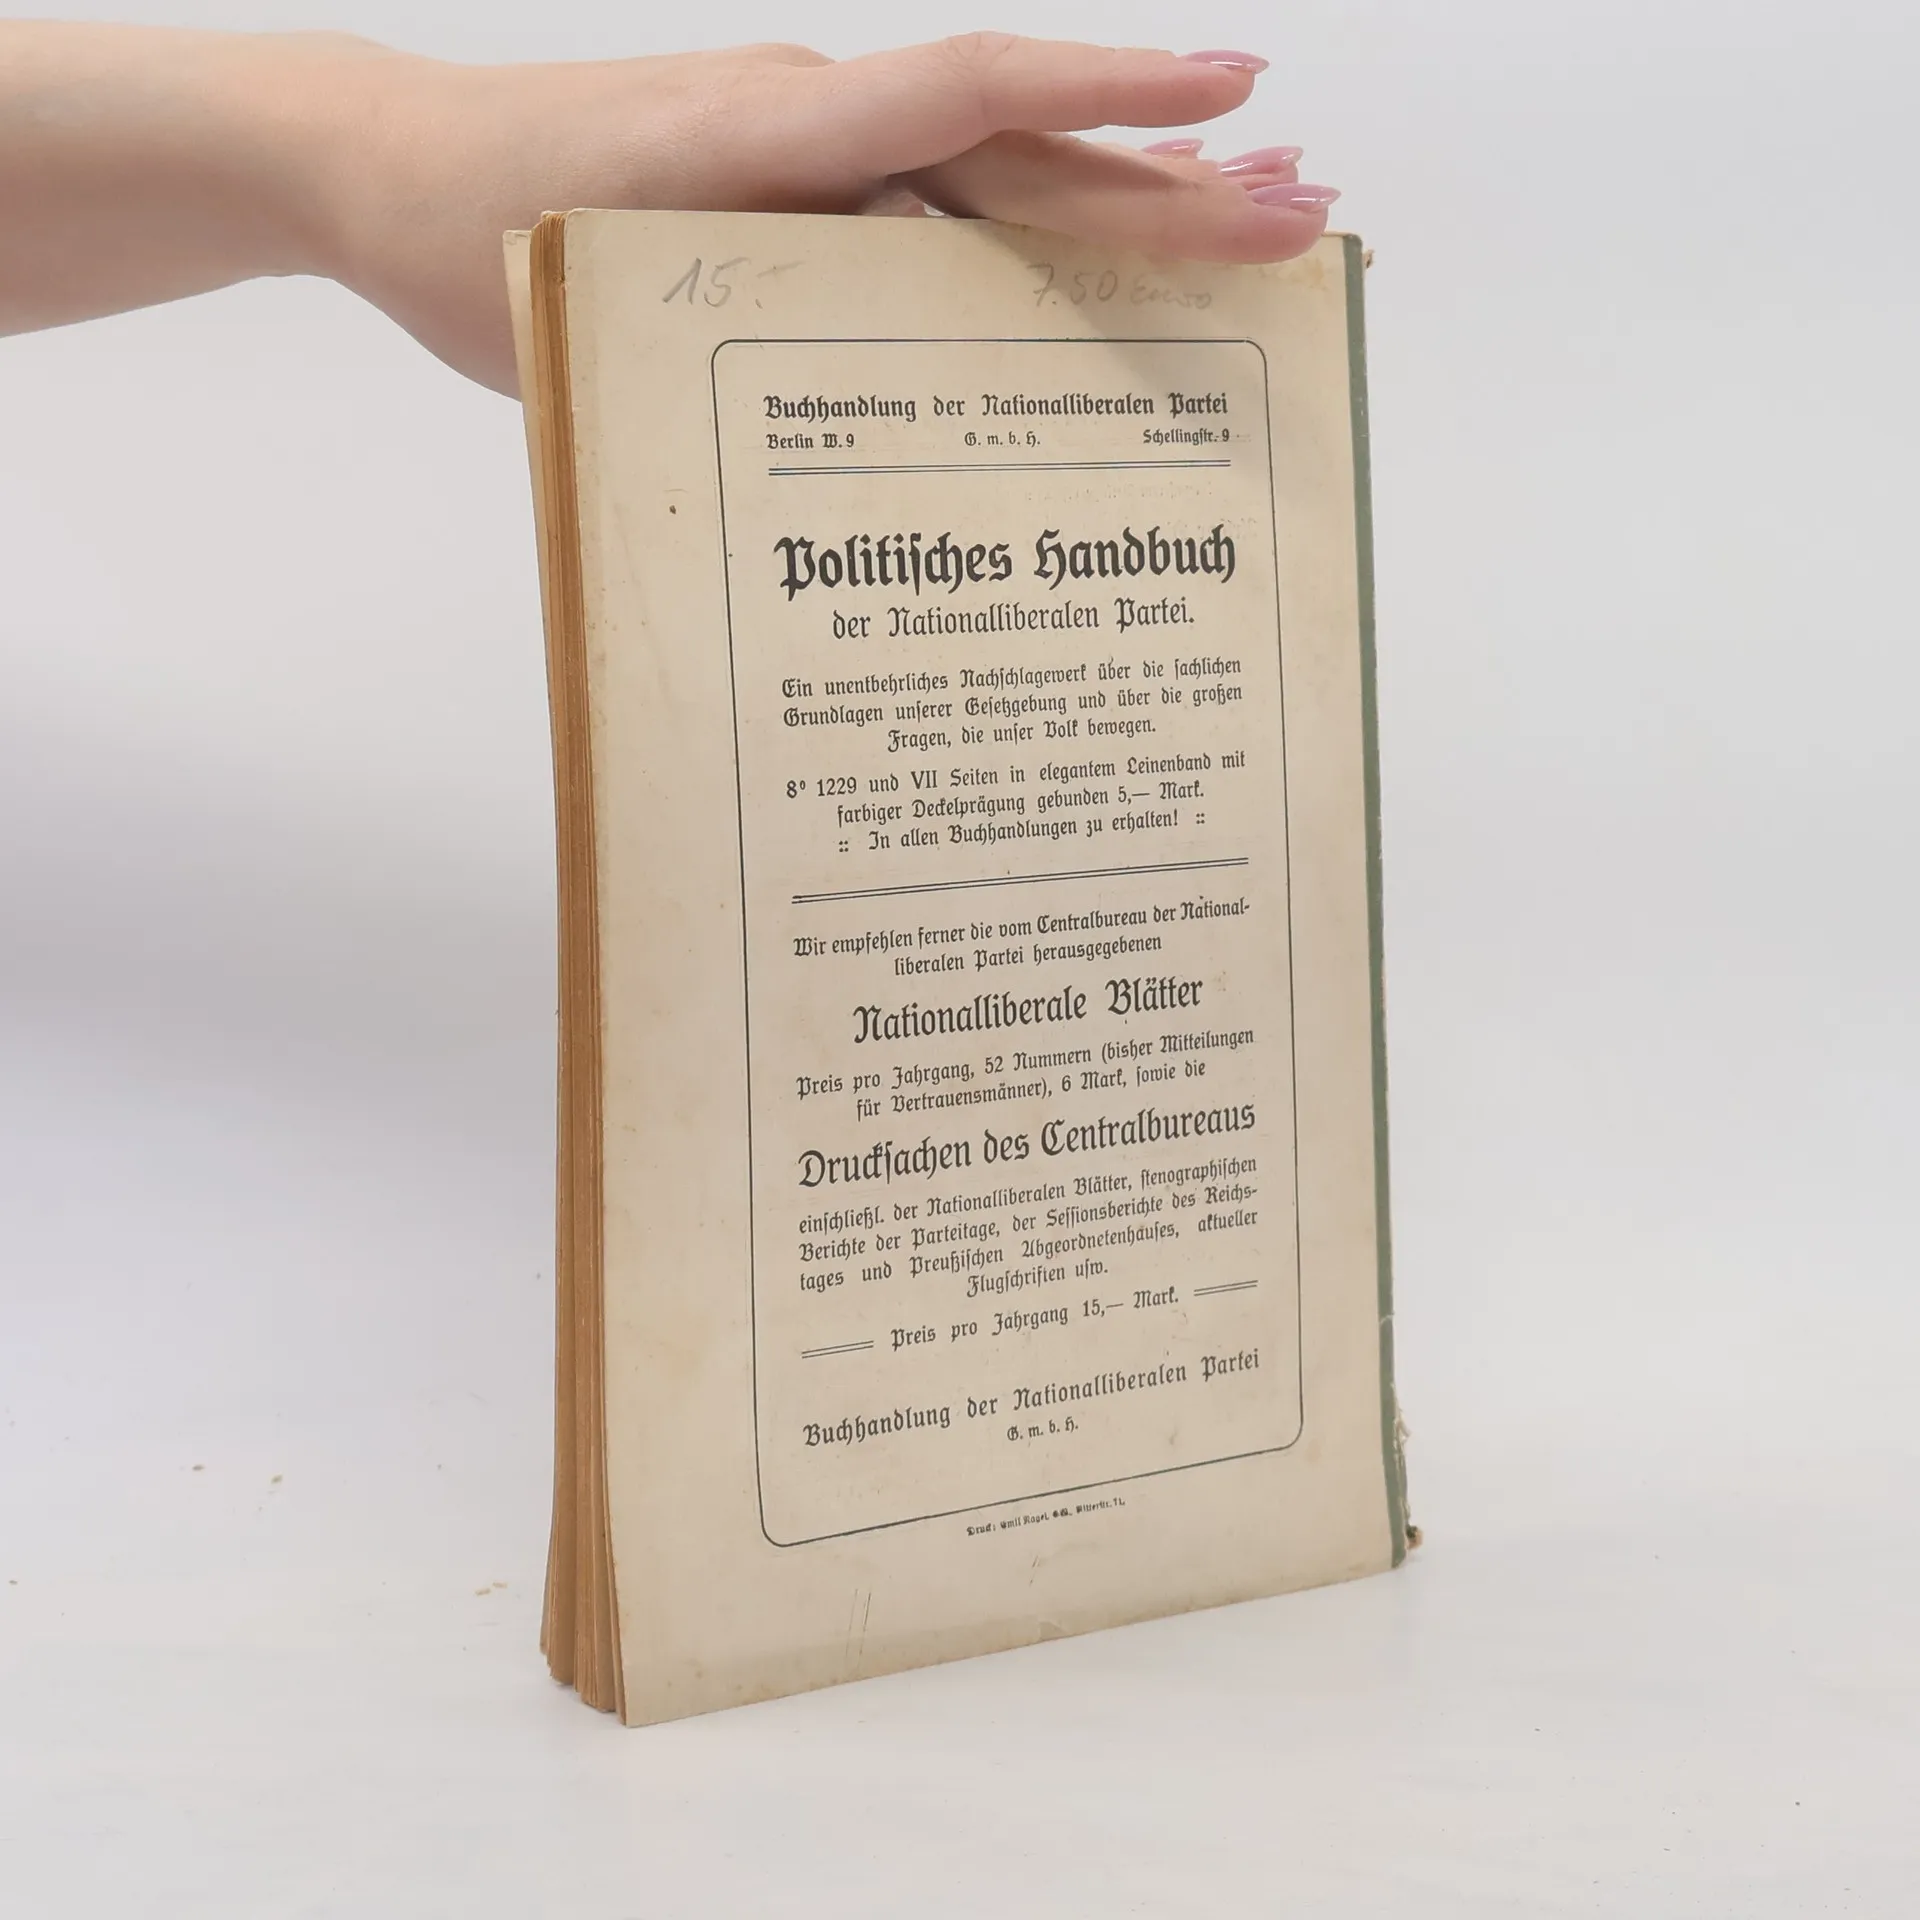 15.-
7.50 Euro
Buchhandlung der Nationalliberalen Partei
Berlin W. 9 G. m. b. H. Schellingſtr. 9
Politiſches Handbuch
der Nationalliberalen Partei.
Ein unentbehrliches Nachſchlagewerk über die ſachlichen
Grundlagen unſerer Geſetzgebung und über die großen
Fragen, die unſer Volk bewegen.
8° 1229 und VII Seiten in elegantem Leinenband mit
farbiger Deckelprägung gebunden 5,— Mark.
:: In allen Buchhandlungen zu erhalten! ::
Wir empfehlen ferner die vom Centralbureau der National-
liberalen Partei herausgegebenen
Nationalliberale Blätter
Preis pro Jahrgang, 52 Nummern (bisher Mitteilungen
für Vertrauensmänner), 6 Mark, ſowie die
Druckſachen des Centralbureaus
einſchließl. der Nationalliberalen Blätter, ſtenographiſchen
Berichte der Parteitage, der Seſſionsberichte des Reichs-
tages und Preußiſchen Abgeordnetenhauſes, aktueller
Flugſchriften uſw.
Preis pro Jahrgang 15,— Mark.
Buchhandlung der Nationalliberalen Partei
G. m. b. H.
Druck: Emil Nagel, Ritterſtr. 71.